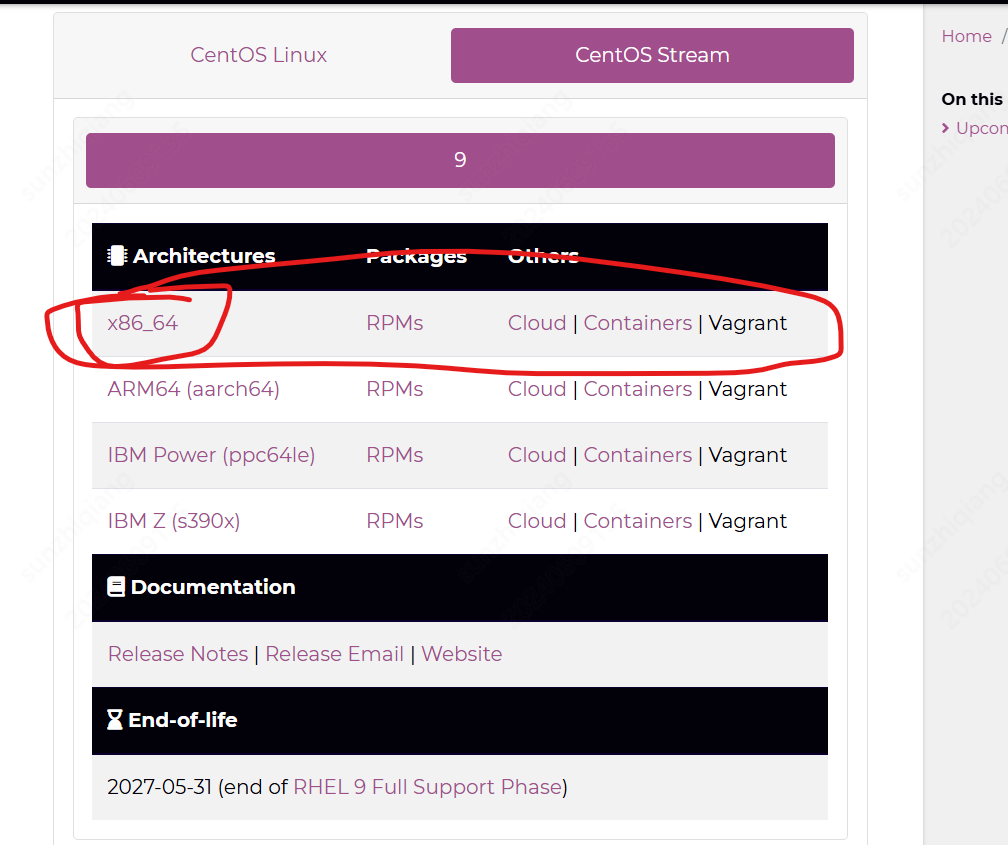 CentOS Linux CentOS Stream
Home /
On this
Upcon
9
Architectures Packages Others
x86_64 RPMs Cloud | Containers | Vagrant
ARM64 (aarch64) RPMs Cloud | Containers | Vagrant
IBM Power (ppc64le) RPMs Cloud | Containers | Vagrant
IBM Z (s390x) RPMs Cloud | Containers | Vagrant
Documentation
Release Notes | Release Email | Website
End-of-life
2027-05-31 (end of RHEL 9 Full Support Phase)
sunzhiqiang